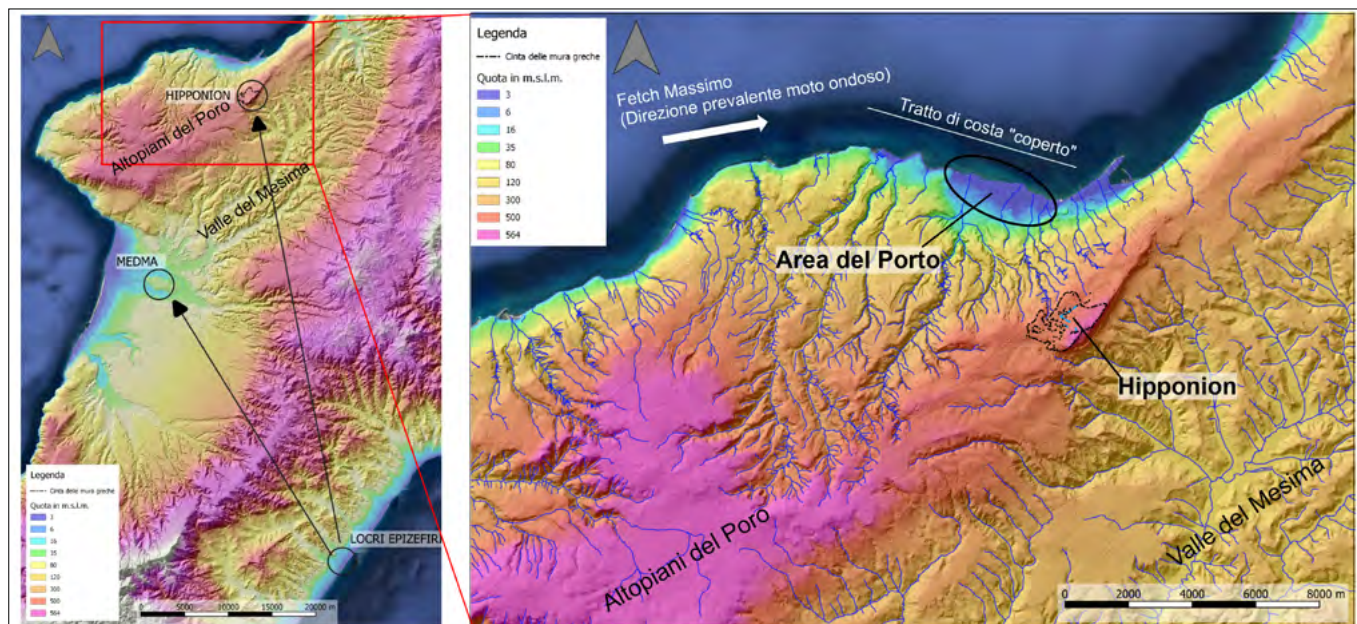 HIPPONION
Altopiani del Poro
Valle del Mesima
MEDMA
LOCRI EPIZEFIRI
Legenda
Cinta delle mura greche
Quota in m.s.l.m.
3
6
16
35
80
120
300
500
564
0 5000 10000 15000 20000 m
Legenda
Cinta delle mura greche
Quota in m.s.l.m.
3
6
16
35
80
120
300
500
564
Fetch Massimo
(Direzione prevalente moto ondoso)
Tratto di costa "coperto"
Area del Porto
Hipponion
Altopiani del Poro
Valle del Mesima
0 2000 4000 6000 8000 m